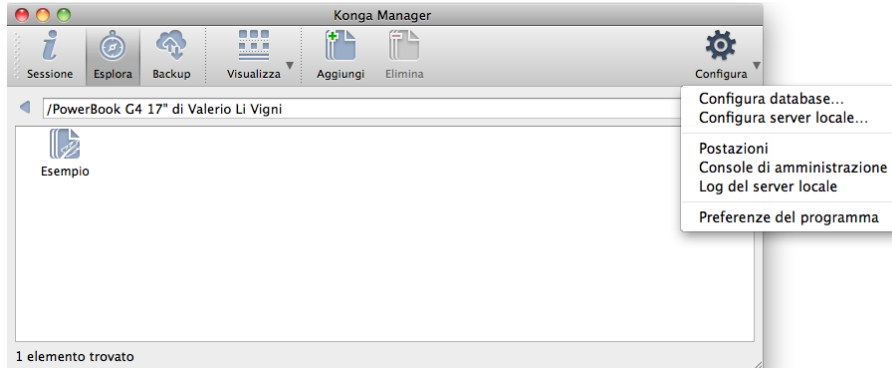 Konga Manager
Sessione
Esplora
Backup
Visualizza
Aggiungi
Elimina
Configura
/PowerBook G4 17" di Valerio Li Vigni
Esempio
Configura database...
Configura server locale...
Postazioni
Console di amministrazione
Log del server locale
Preferenze del programma
1 elemento trovato